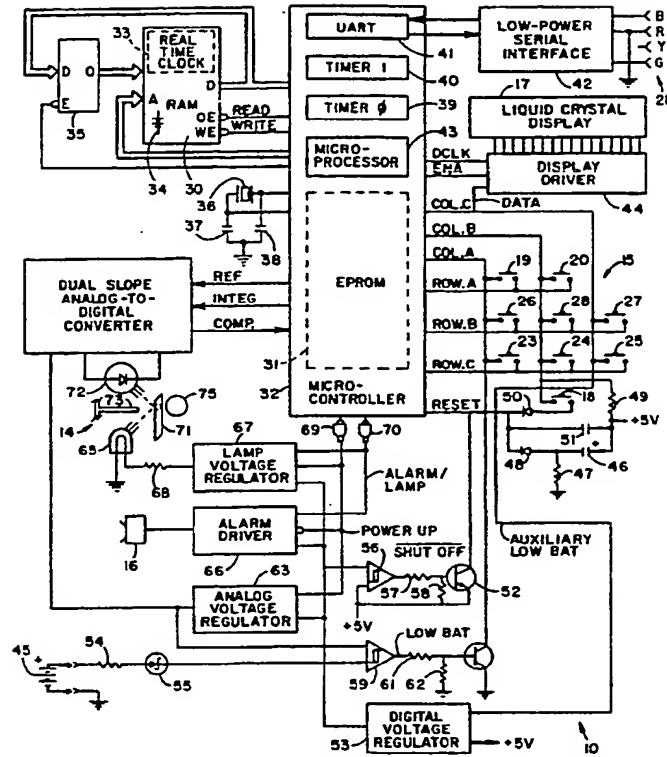 33
REAL
TIME
CLOCK
D Q
E
35
A RAM
D
OE
WE
READ
WRITE
34
30
36
37
38
UART
41
TIMER 1
40
TIMER Ø
39
43
MICRO-
PROCESSOR
EPROM
31
32
MICRO-
CONTROLLER
LOW-POWER
SERIAL
INTERFACE
42
B
R
Y
G
17
LIQUID CRYSTAL
DISPLAY
DISPLAY
DRIVER
44
DCLK
ENA
DATA
COL.C
COL.B
COL.A
ROW.A
ROW.B
ROW.C
RESET
19
20
15
26
28
27
23
24
25
18
50
49
+5V
51
48
46
+
47
DUAL SLOPE
ANALOG-TO-
DIGITAL
CONVERTER
REF
INTEG
COMP.
72
73
75
14
71
65
68
67
LAMP
VOLTAGE
REGULATOR
69
70
ALARM/
LAMP
16
ALARM
DRIVER
66
POWER UP
63
ANALOG
VOLTAGE
REGULATOR
56
SHUT OFF
57
58
52
+5V
AUXILIARY
LOW BAT
45
+
54
55
59
LOW BAT
61
62
53
DIGITAL
VOLTAGE
REGULATOR
+5V
10